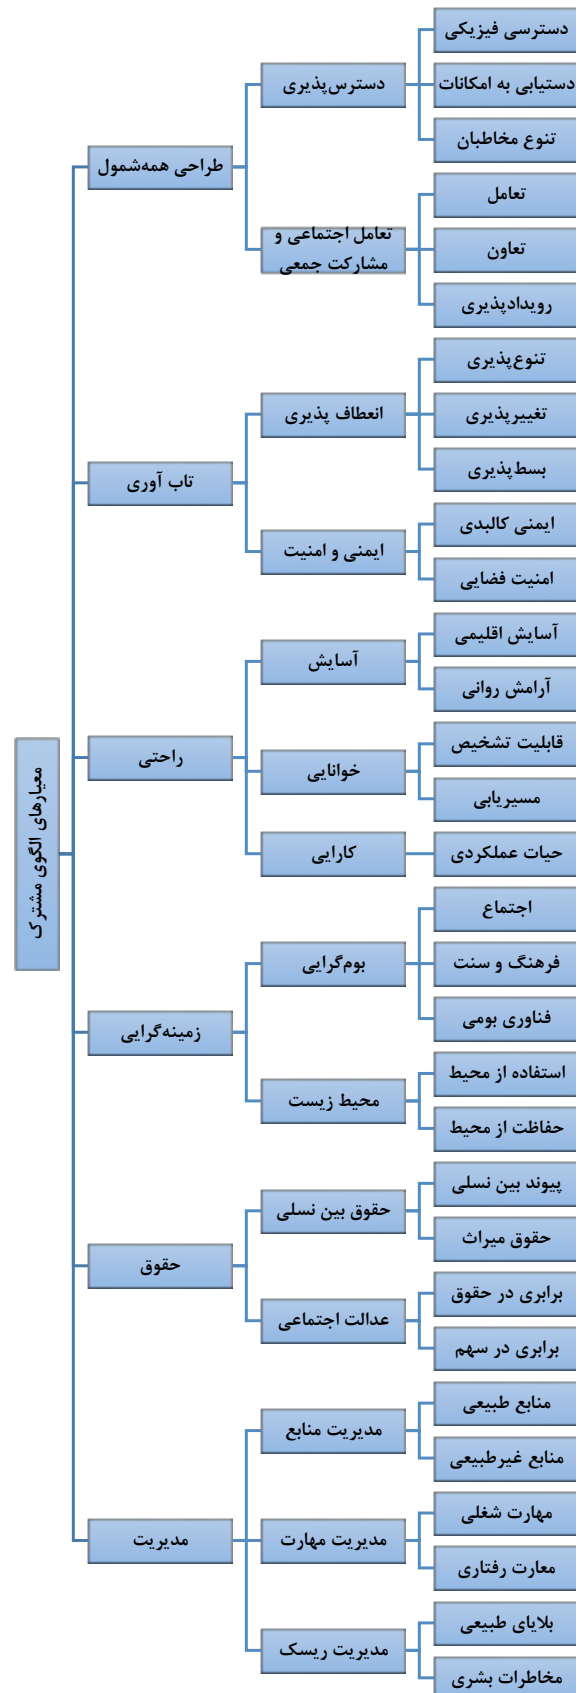 معیارهای الگوی مشترک
طراحی همه‌شمول
دسترس‌پذیری
دسترسی فیزیکی
دستیابی به امکانات
تنوع مخاطبان
تعامل اجتماعی و
مشارکت جمعی
تعامل
تعاون
رویدادپذیری
تاب آوری
انعطاف پذیری
تنوع‌پذیری
تغییرپذیری
بسط‌پذیری
ایمنی و امنیت
ایمنی کالبدی
امنیت فضایی
راحتی
آسایش
آسایش اقلیمی
آرامش روانی
خوانایی
قابلیت تشخیص
مسیریابی
کارایی
حیات عملکردی
زمینه‌گرایی
بوم‌گرایی
اجتماع
فرهنگ و سنت
فناوری بومی
محیط زیست
استفاده از محیط
حفاظت از محیط
حقوق
حقوق بین نسلی
پیوند بین نسلی
حقوق میراث
عدالت اجتماعی
برابری در حقوق
برابری در سهم
مدیریت
مدیریت منابع
منابع طبیعی
منابع غیرطبیعی
مدیریت مهارت
مهارت شغلی
معارت رفتاری
مدیریت ریسک
بلایای طبیعی
مخاطرات بشری